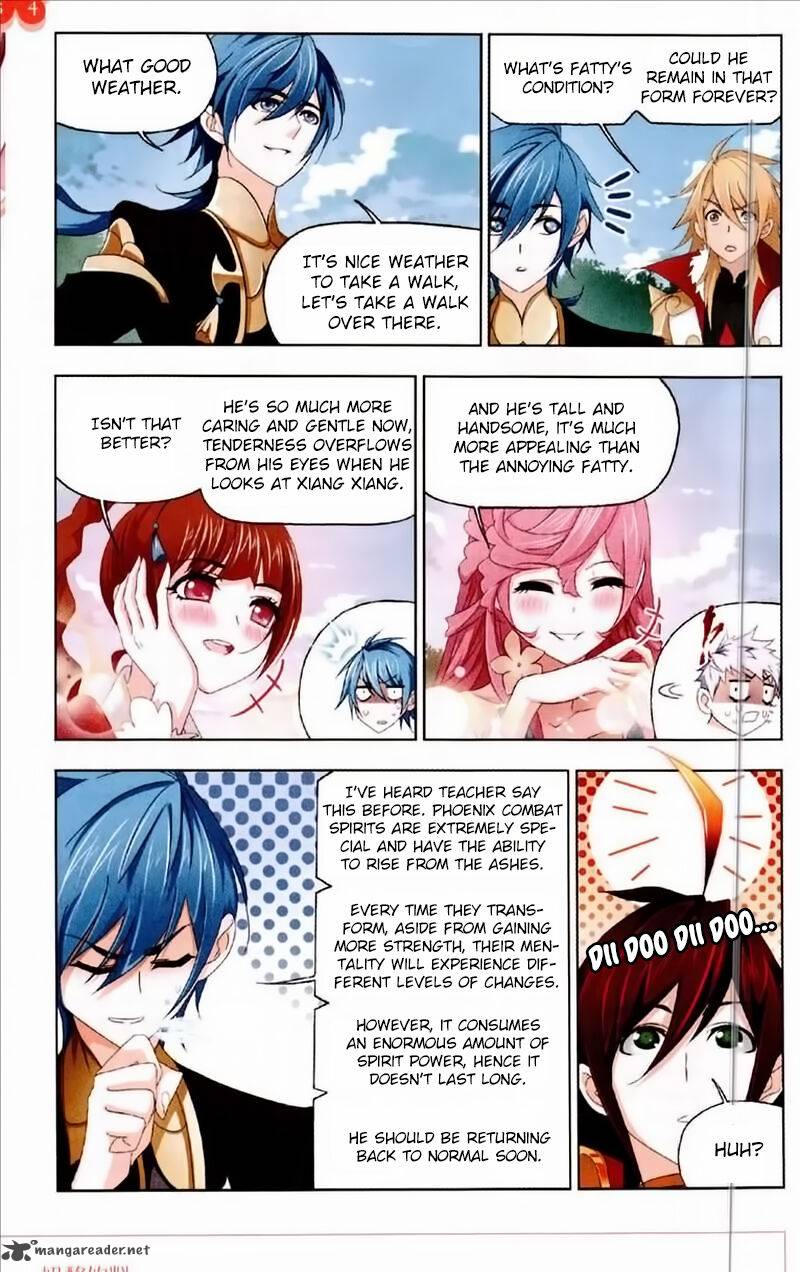 4
WHAT GOOD
WEATHER.
IT'S NICE WEATHER
TO TAKE A WALK,
LET'S TAKE A WALK
OVER THERE.
WHAT'S FATTY'S
CONDITION?
COULD HE
REMAIN IN THAT
FORM FOREVER?
ISN'T THAT
BETTER?
HE'S SO MUCH MORE
CARING AND GENTLE NOW,
TENDERNESS OVERFLOWS
FROM HIS EYES WHEN HE
LOOKS AT XIANG XIANG.
AND HE'S TALL AND
HANDSOME, IT'S MUCH
MORE APPEALING THAN
THE ANNOYING FATTY.
I'VE HEARD TEACHER SAY
THIS BEFORE. PHOENIX COMBAT
SPIRITS ARE EXTREMELY SPE-
CIAL AND HAVE THE ABILITY
TO RISE FROM THE ASHES.
EVERY TIME THEY TRANS-
FORM, ASIDE FROM GAINING
MORE STRENGTH, THEIR MEN-
TALITY WILL EXPERIENCE DIF-
FERENT LEVELS OF CHANGES.
HOWEVER, IT CONSUMES
AN ENORMOUS AMOUNT OF
SPIRIT POWER, HENCE IT
DOESN'T LAST LONG.
HE SHOULD BE RETURNING
BACK TO NORMAL SOON.
DII DOO DII DOO...
HUH?
mangareader.net